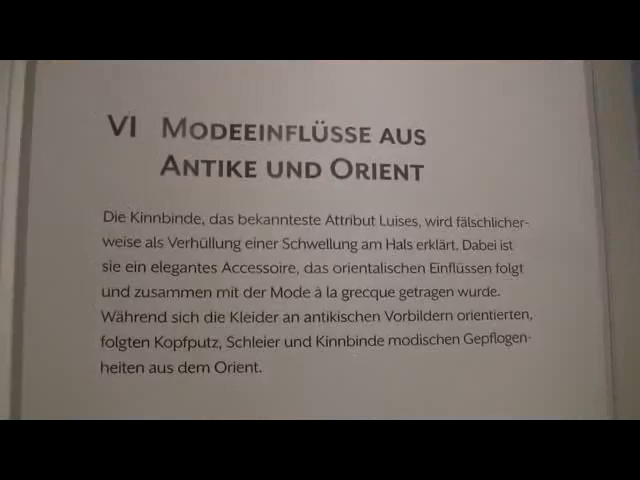 VI MODEEINFLÜSSE AUS
ANTIKE UND ORIENT
Die Kinnbinde, das bekannteste Attribut Luises, wird fälschlicher-
weise als Verhüllung einer Schwellung am Hals erklärt. Dabei ist
sie ein elegantes Accessoire, das orientalischen Einflüssen folgt
und zusammen mit der Mode à la grecque getragen wurde.
Während sich die Kleider an antikischen Vorbildern orientierten,
folgten Kopfputz, Schleier und Kinnbinde modischen Gepflogen-
heiten aus dem Orient.